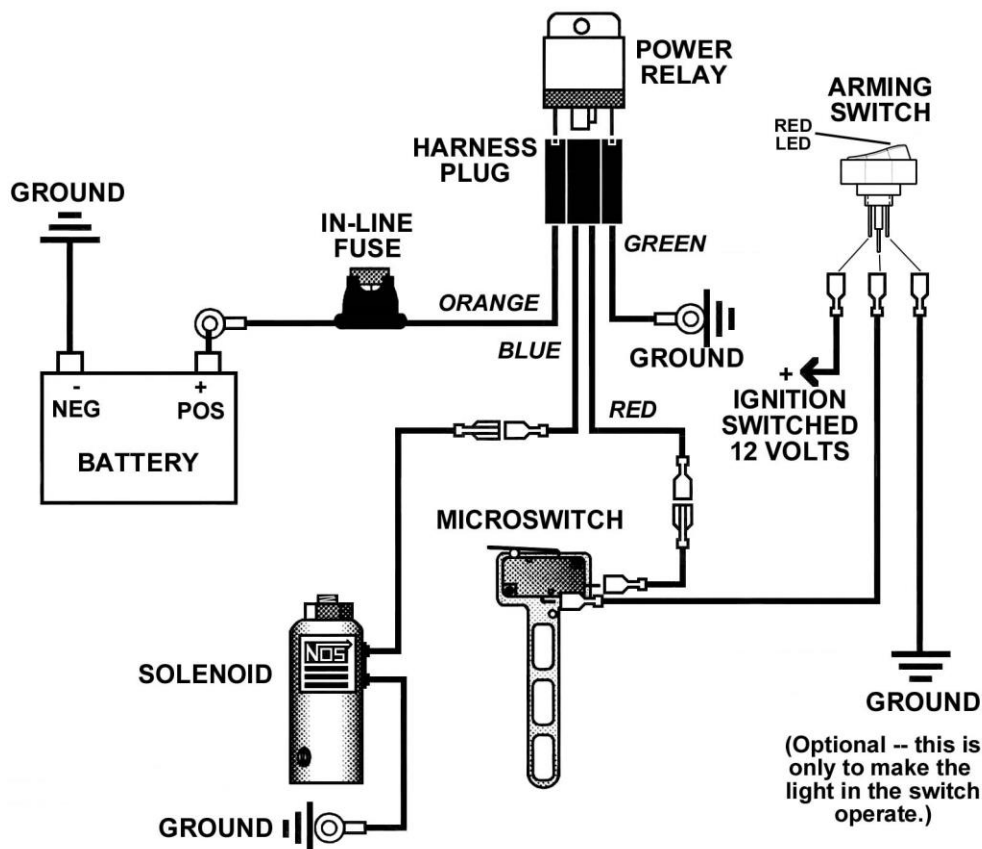 POWER
RELAY
ARMING
SWITCH
RED
LED
HARNESS
PLUG
GROUND
IN-LINE
FUSE
GREEN
ORANGE
BLUE
GROUND
-
NEG
+
POS
BATTERY
RED
+
IGNITION
SWITCHED
12 VOLTS
MICROSWITCH
SOLENOID
NOS
GROUND
GROUND
(Optional -- this is
only to make the
light in the switch
operate.)